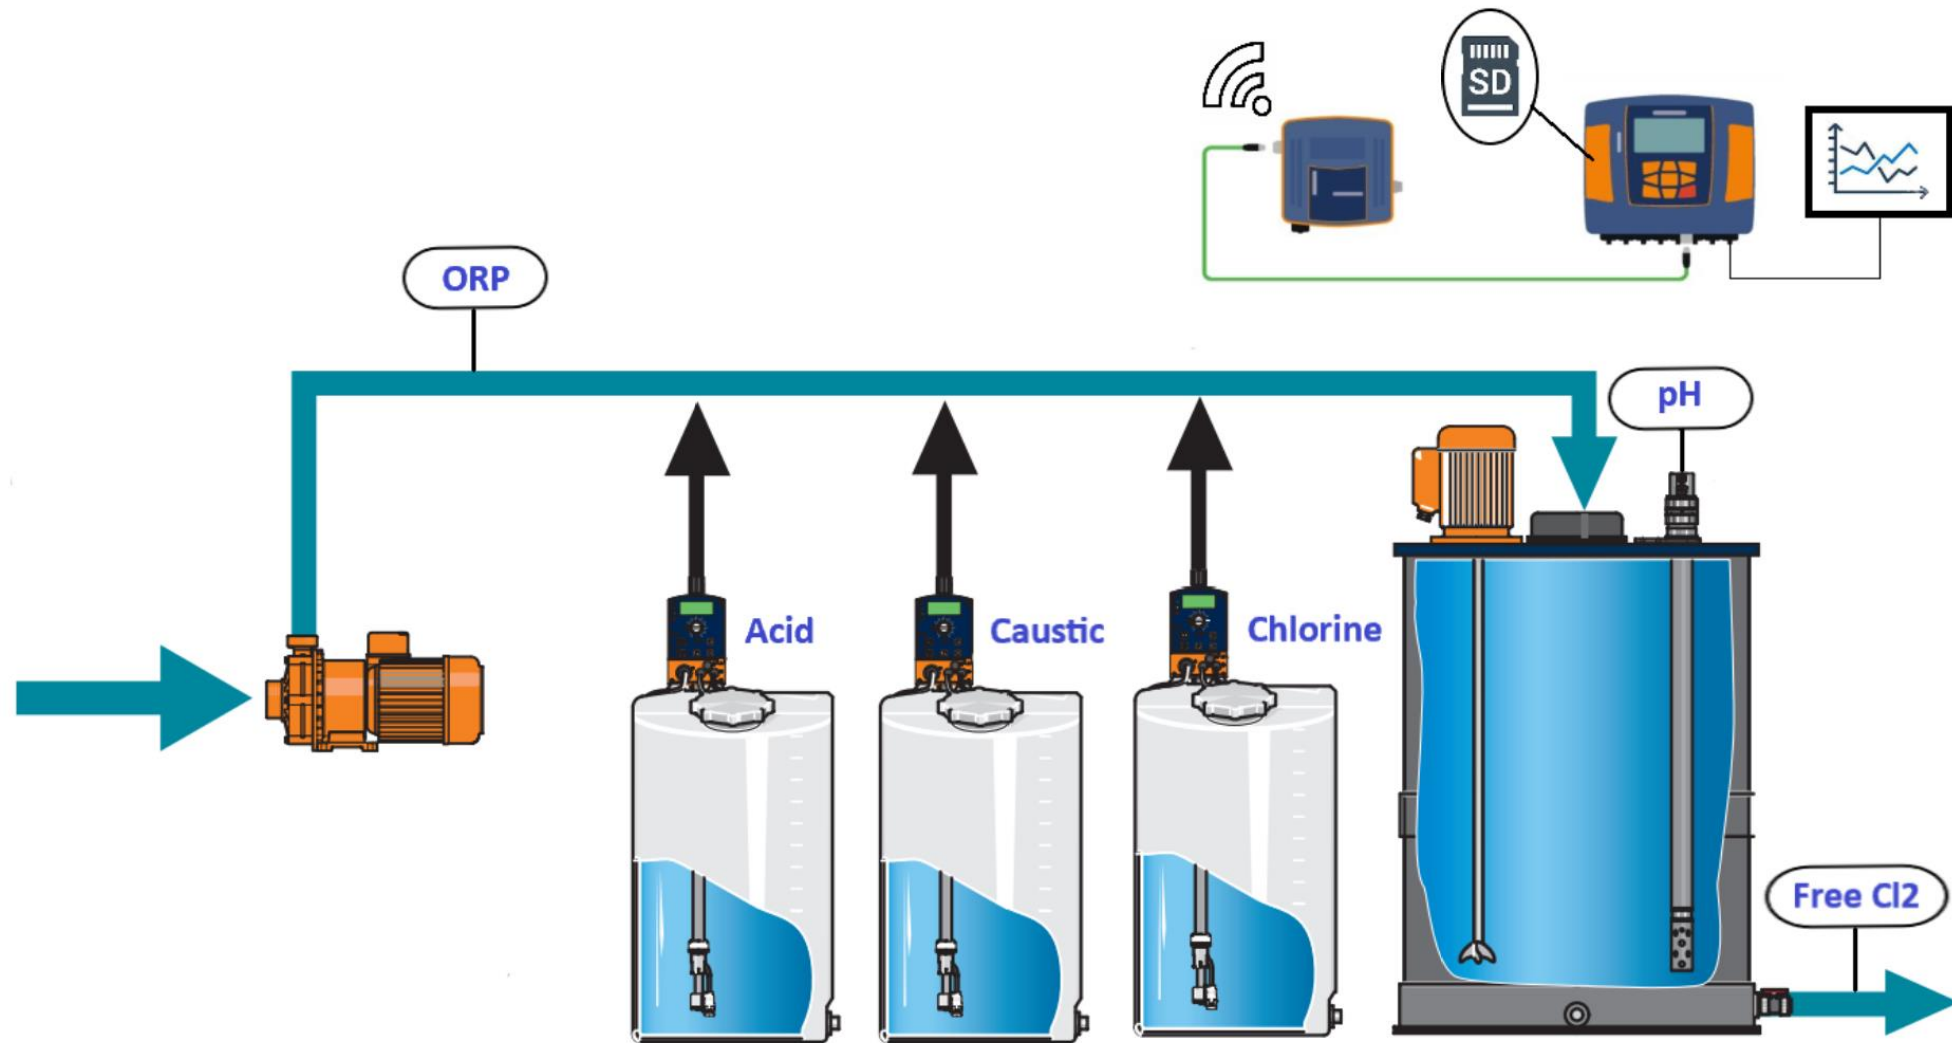 SD
ORP
pH
Acid
Caustic
Chlorine
Free Cl2